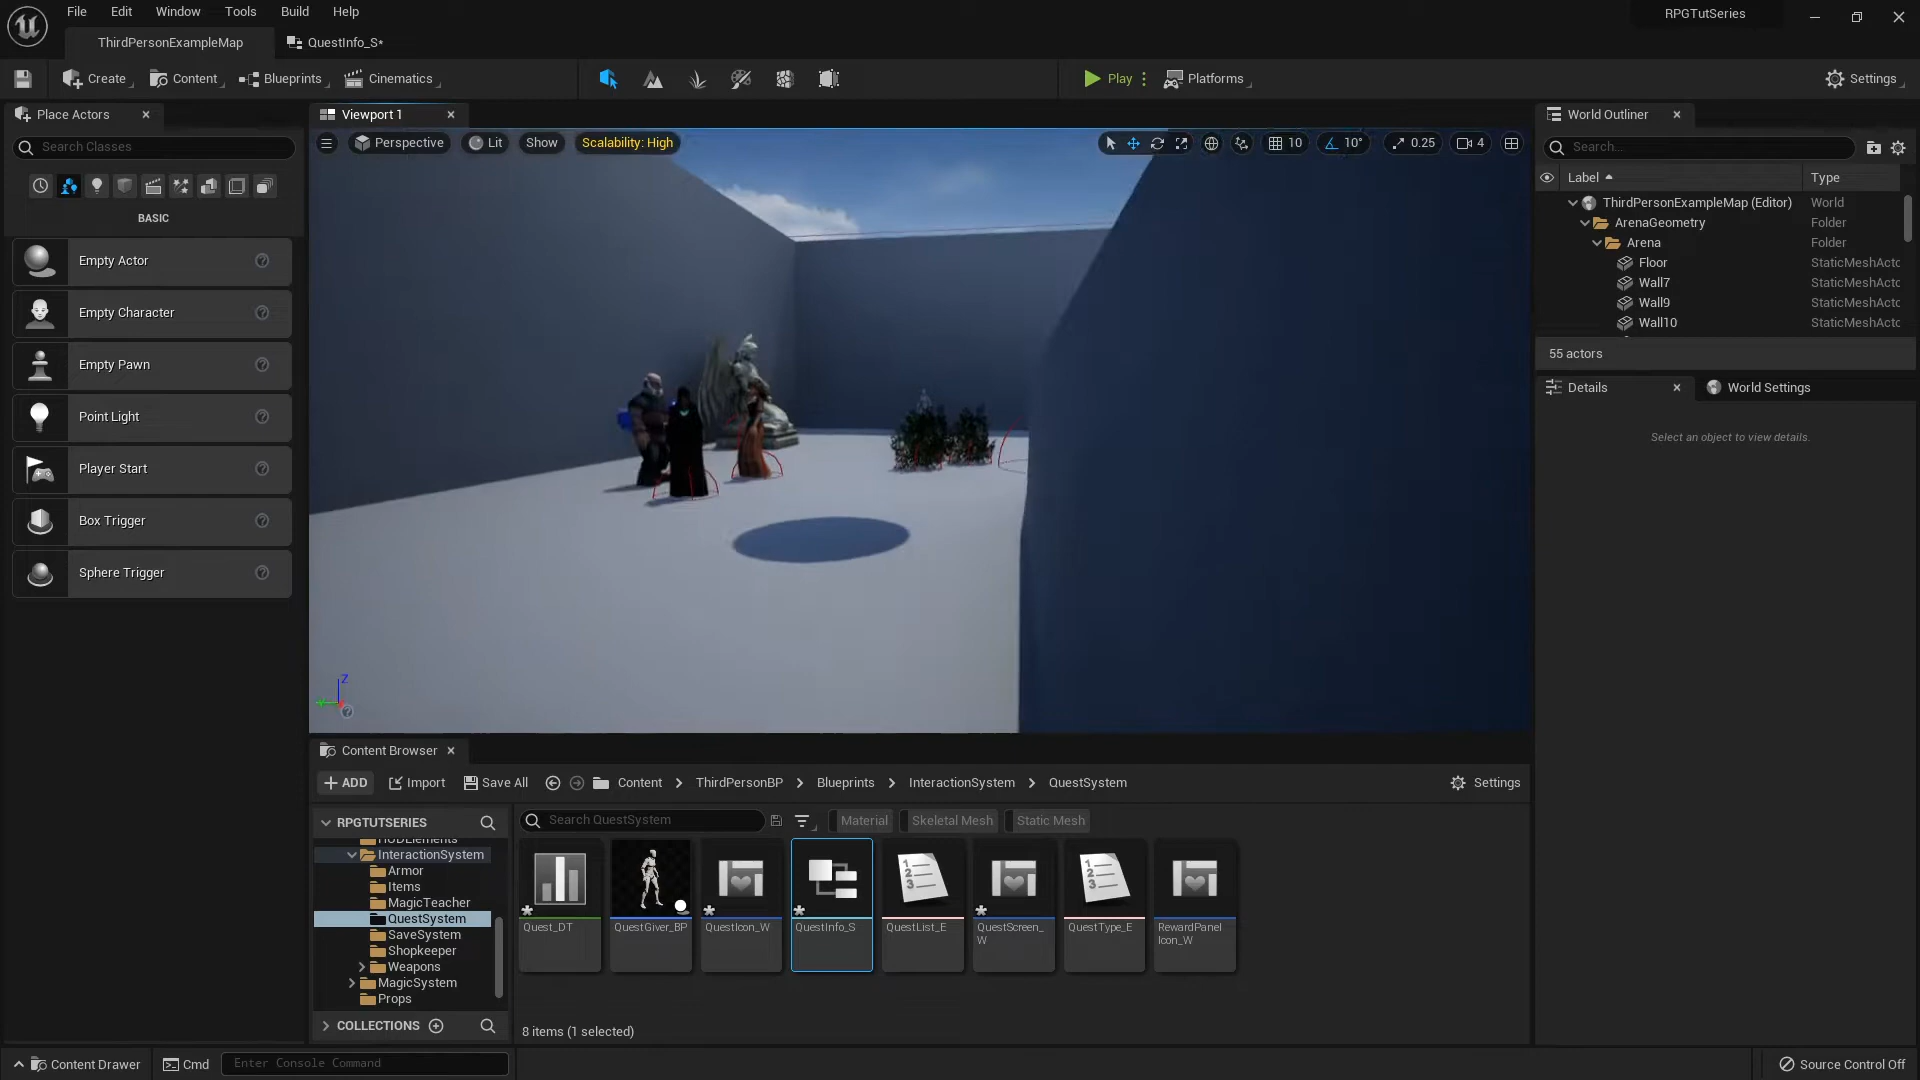 File Edit Window Tools Build Help
RPGTutSeries
ThirdPersonExampleMap
QuestInfo_S*
Create
Content
Blueprints
Cinematics
Play
Platforms
Settings
Place Actors
Search Classes
BASIC
Empty Actor
Empty Character
Empty Pawn
Point Light
Player Start
Box Trigger
Sphere Trigger
Viewport 1
Perspective
Lit
Show
Scalability: High
10
10°
0.25
4
Z
World Outliner
Search...
Label
Type
ThirdPersonExampleMap (Editor) World
ArenaGeometry Folder
Arena Folder
Floor StaticMeshActo
Wall7 StaticMeshActo
Wall9 StaticMeshActo
Wall10 StaticMeshActo
55 actors
Details
World Settings
Select an object to view details.
Content Browser
ADD
Import
Save All
Content
ThirdPersonBP
Blueprints
InteractionSystem
QuestSystem
Settings
RPGTUTSERIES
HUDElements
InteractionSystem
Armor
Items
MagicTeacher
QuestSystem
SaveSystem
Shopkeeper
Weapons
MagicSystem
Props
COLLECTIONS
Search QuestSystem
Material
Skeletal Mesh
Static Mesh
Quest_DT
QuestGiver_BP
QuestIcon_W
QuestInfo_S
QuestList_E
QuestScreen_
W
QuestType_E
RewardPanel
Icon_W
8 items (1 selected)
Content Drawer
Cmd
Enter Console Command
Source Control Off